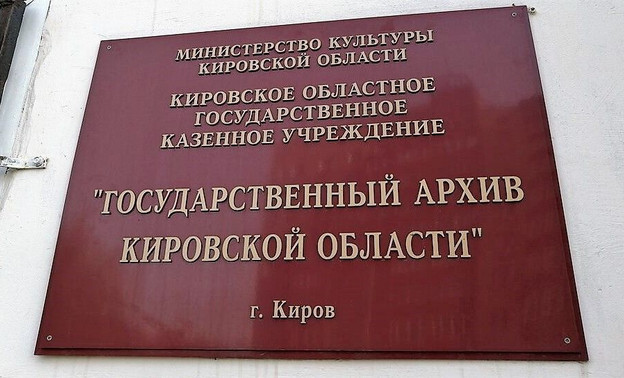 МИНИСТЕРСТВО КУЛЬТУРЫ
КИРОВСКОЙ ОБЛАСТИ
КИРОВСКОЕ ОБЛАСТНОЕ
ГОСУДАРСТВЕННОЕ
КАЗЕННОЕ УЧРЕЖДЕНИЕ
"ГОСУДАРСТВЕННЫЙ АРХИВ
КИРОВСКОЙ ОБЛАСТИ"
г. Киров